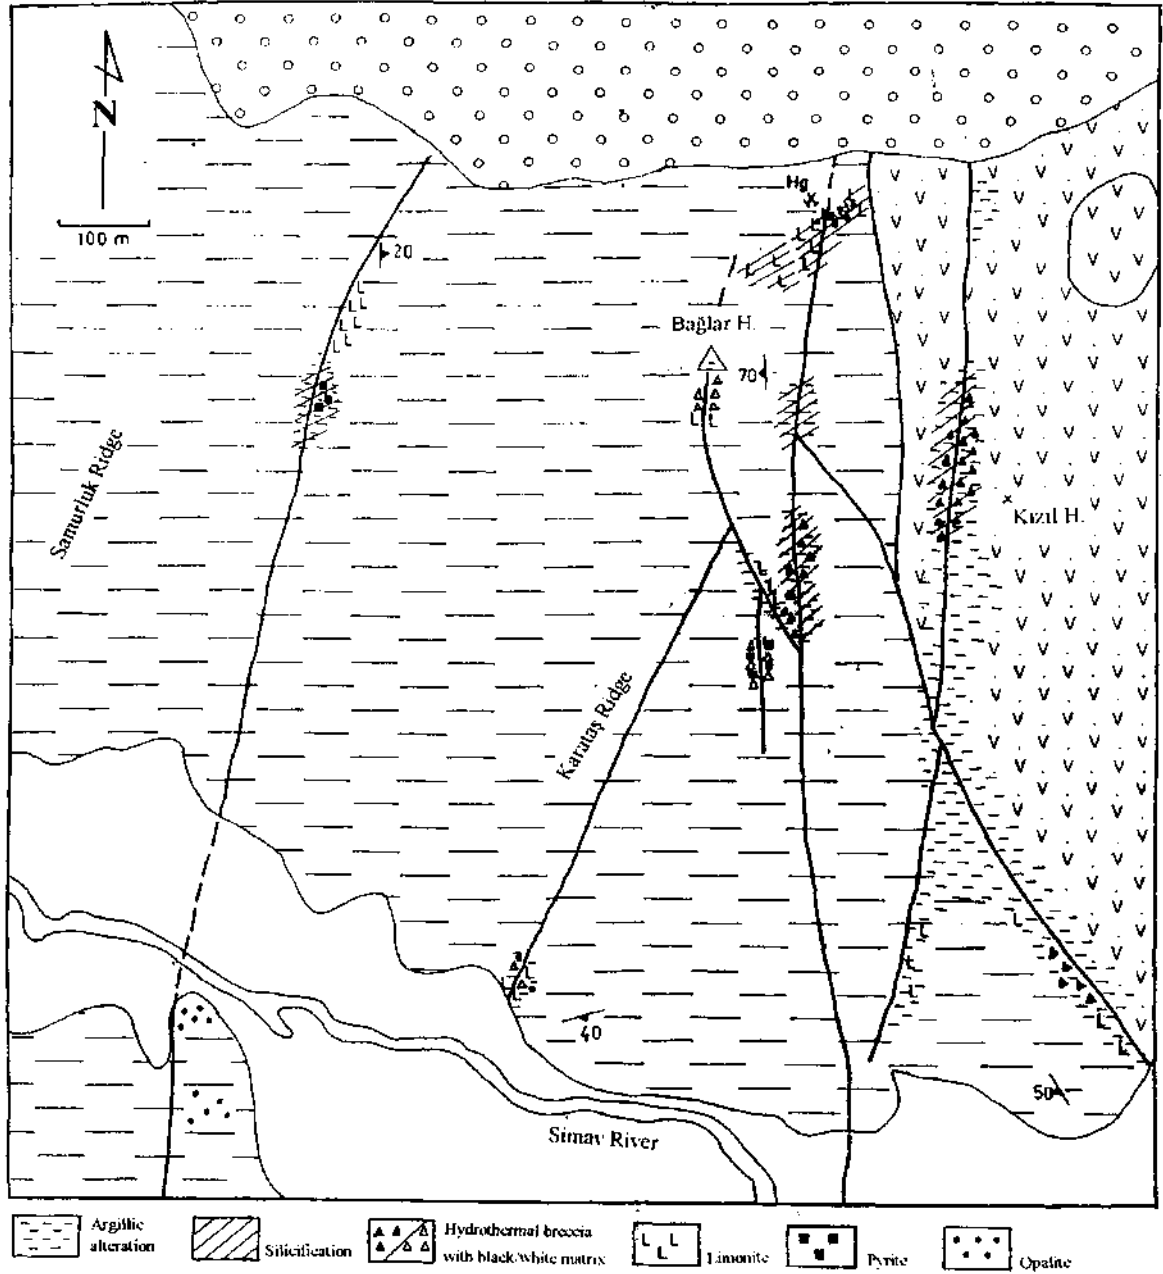 N
100 m
Hg
20
Bağlar H.
70
Samurluk Ridge
Kızıl H.
Karataş Ridge
40
50
Simav River
Argillic
alteration
Silicification
Hydrothermal breccia
with black/white matrix
Limonite
Pyrite
Opalite